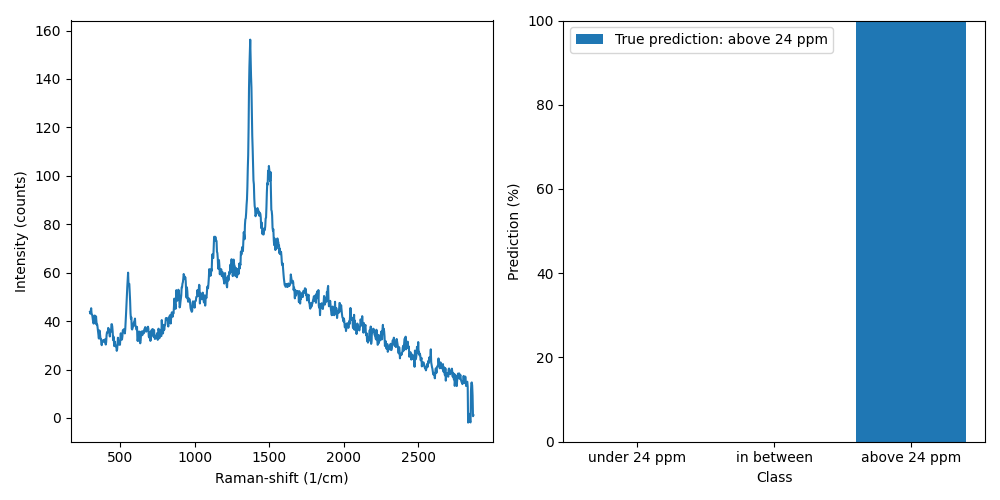 160
140
120
100
80
60
40
20
0
Intensity (counts)
500 1000 1500 2000 2500
Raman-shift (1/cm)
100
80
60
40
20
0
Prediction (%)
True prediction: above 24 ppm
under 24 ppm in between above 24 ppm
Class